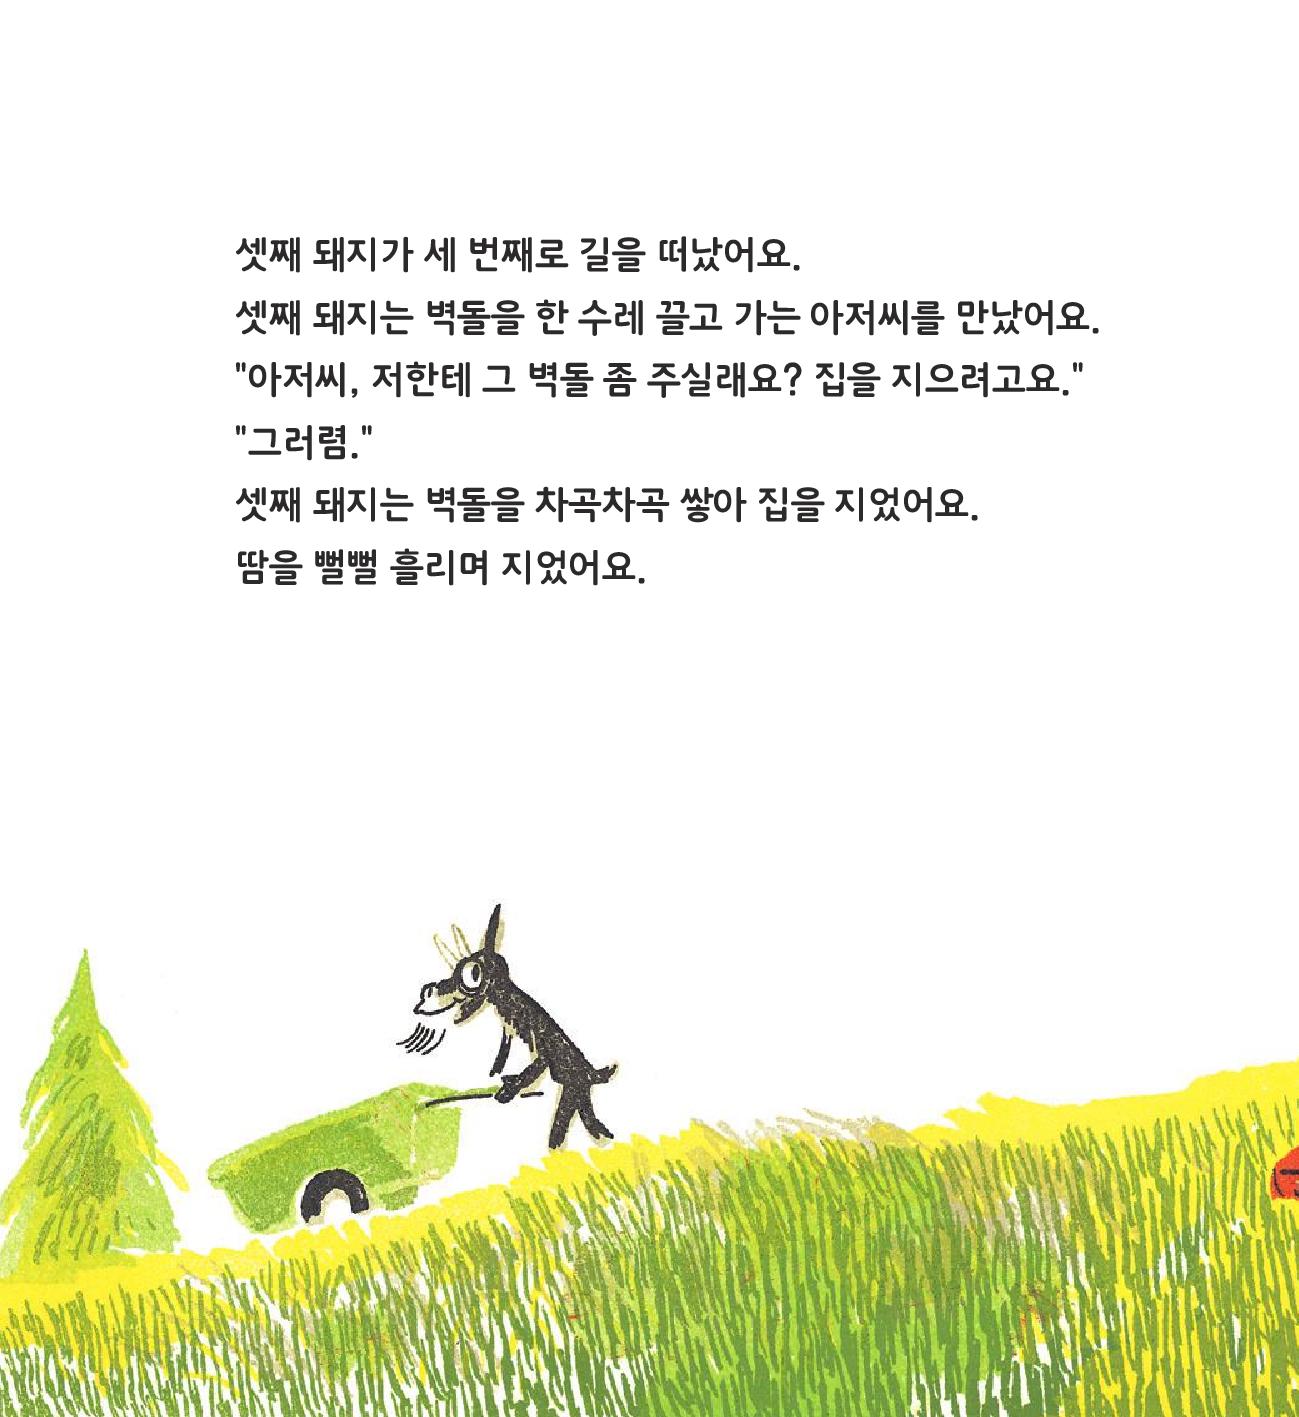 셋째 돼지가 세 번째로 길을 떠났어요.
셋째 돼지는 벽돌을 한 수레 끌고 가는 아저씨를 만났어요.
"아저씨, 저한테 그 벽돌 좀 주실래요? 집을 지으려고요."
"그러렴."
셋째 돼지는 벽돌을 차곡차곡 쌓아 집을 지었어요.
땀을 뻘뻘 흘리며 지었어요.